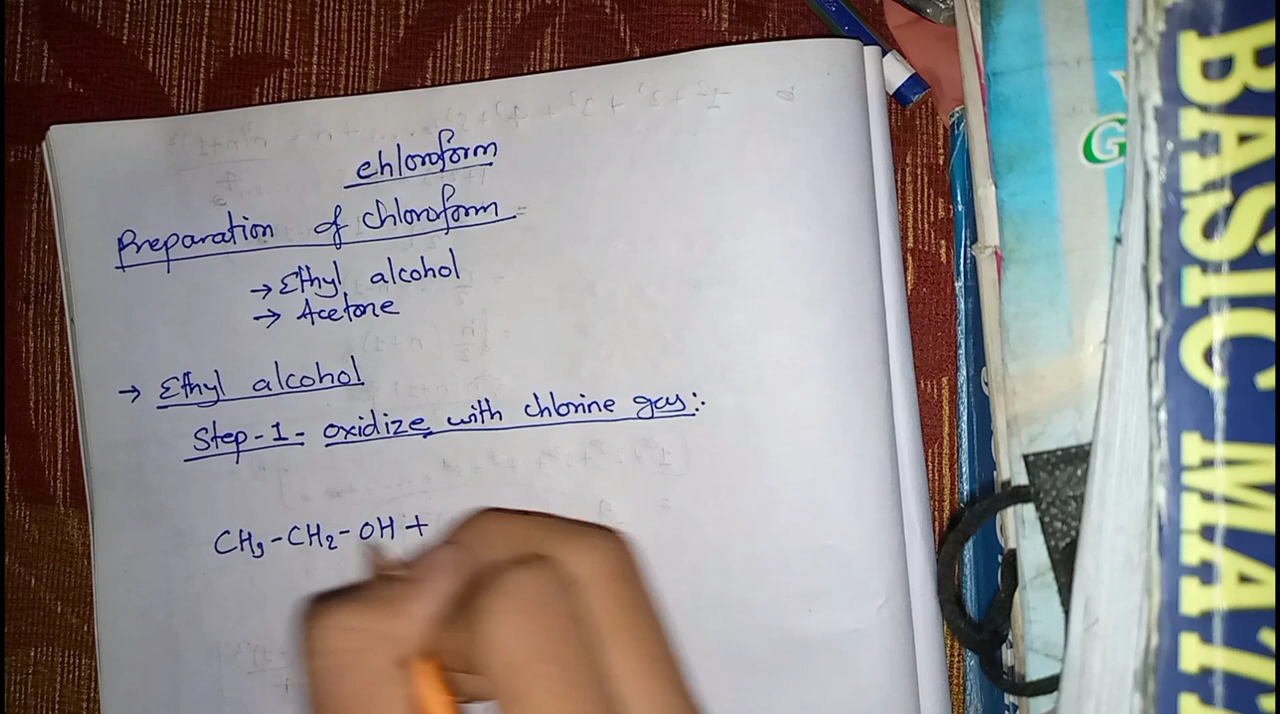 chloroform
Preparation of chloroform =
→ Ethyl alcohol
→ Acetone
→ Ethyl alcohol
Step-1- oxidize with chlorine gas:
CH₃-CH₂-OH +
G
BASIC MAT